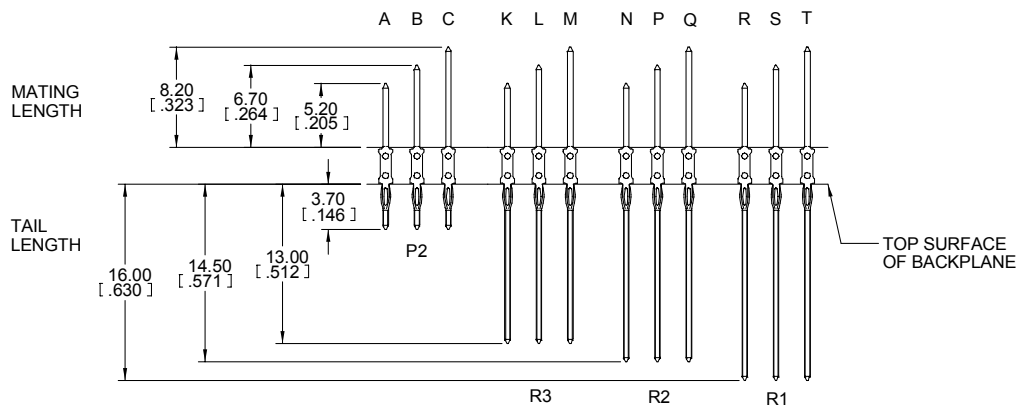 A B C K L M N P Q R S T
MATING
LENGTH
8.20
[ .323 ]
6.70
[ .264 ]
5.20
[ .205 ]
3.70
[ .146 ]
TAIL
LENGTH
P2
TOP SURFACE
OF BACKPLANE
13.00
[ .512 ]
14.50
[ .571 ]
16.00
[ .630 ]
R3 R2 R1